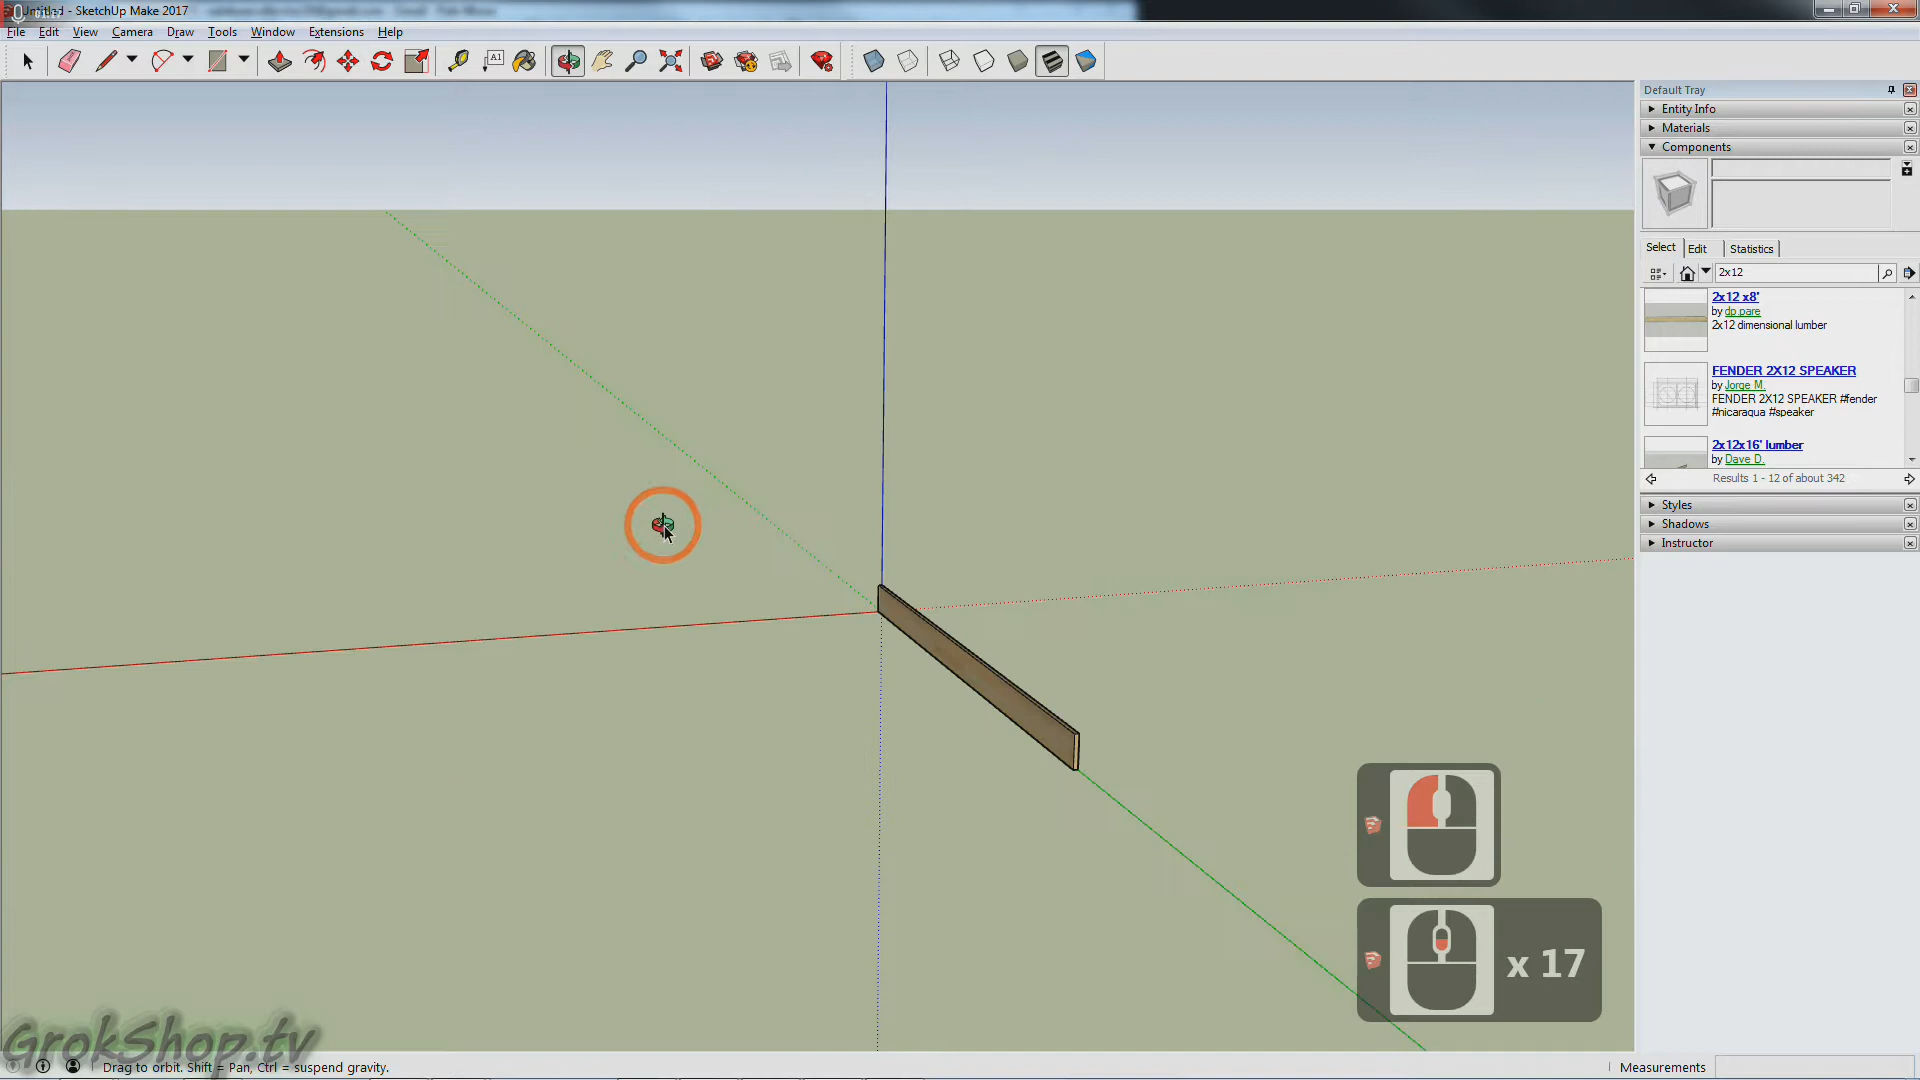 Untitled - SketchUp Make 2017
File Edit View Camera Draw Tools Window Extensions Help
A1
Default Tray
Entity Info
Materials
Components
Select Edit Statistics
2x12
2x12 x8'
by dp.pare
2x12 dimensional lumber
FENDER 2X12 SPEAKER
by Jorge M.
FENDER 2X12 SPEAKER #fender
#nicaragua #speaker
2x12x16' lumber
by Dave D.
Results 1 - 12 of about 342
Styles
Shadows
Instructor
x 17
GrokShop.tv
Drag to orbit. Shift = Pan, Ctrl = suspend gravity.
Measurements